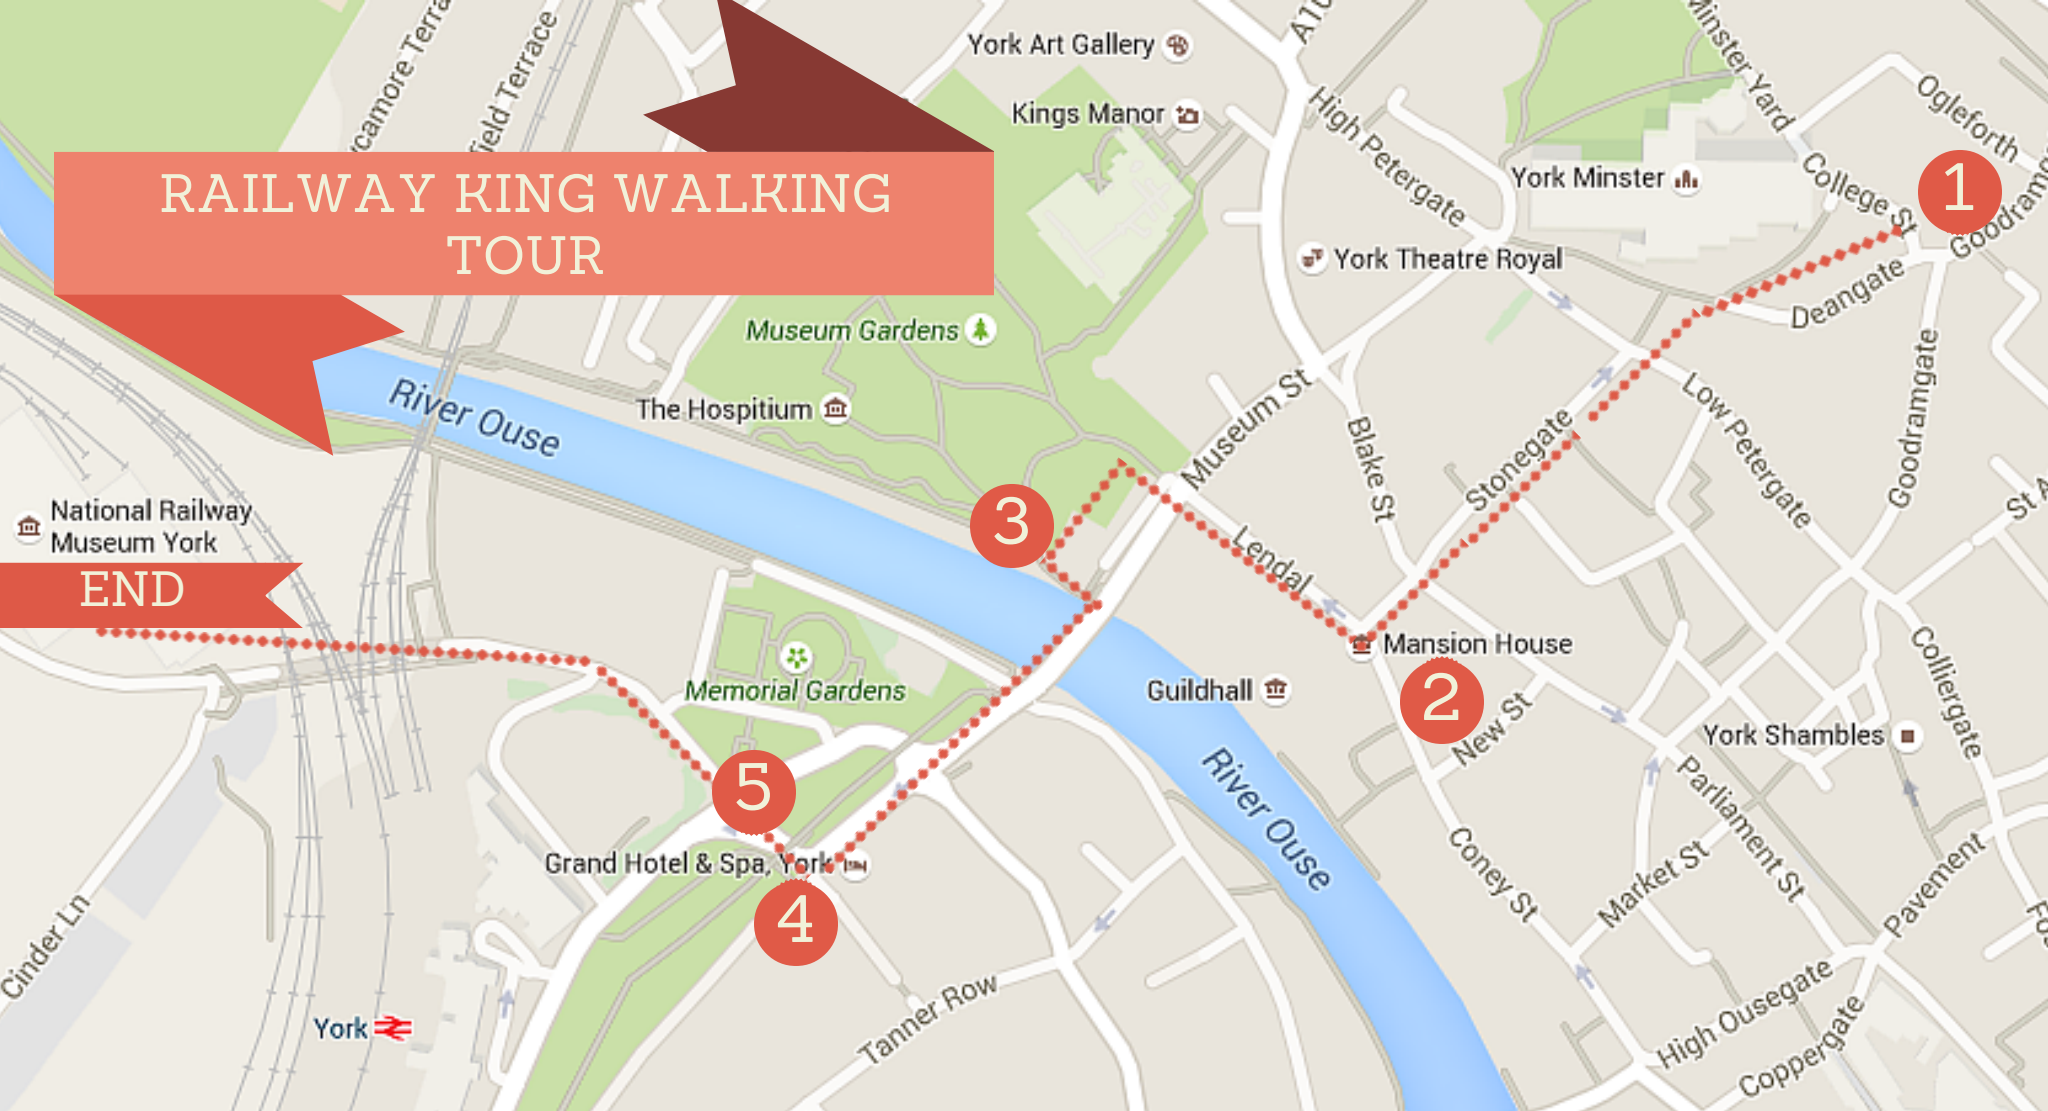 York Art Gallery
A10
Minster Yard
Kings Manor
High Petergate
Ogleforth
field Terrace
RAILWAY KING WALKING
TOUR
York Minster
College St
1
York Theatre Royal
Deangate
Museum Gardens
The Hospitium
River Ouse
Museum St
Blake St
Stonegate
Low Petergate
Goodramgate
St
National Railway
Museum York
3
Lendal
END
Mansion House
2
Guildhall
New St
Memorial Gardens
York Shambles
Colliergate
River Ouse
Parliament St
5
Grand Hotel & Spa, York
4
Coney St
Market St
Pavement
Cinder Ln
York
Tanner Row
High Ousegate
Coppergate